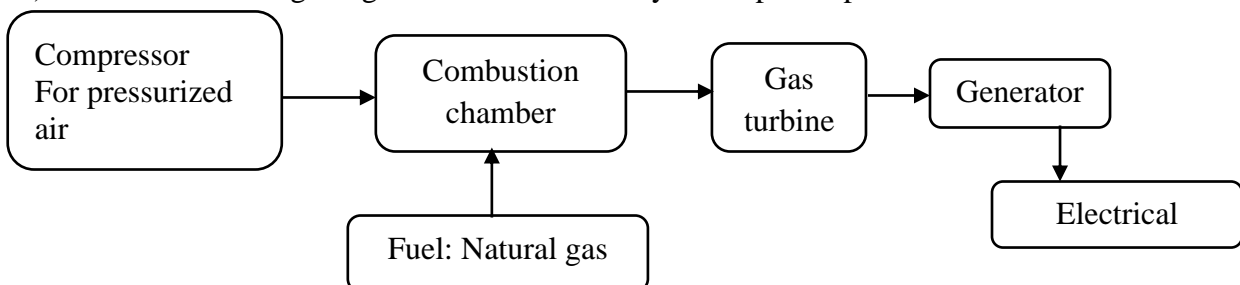 Compressor
For pressurized
air
Combustion
chamber
Gas
turbine
Generator
Electrical
Fuel: Natural gas